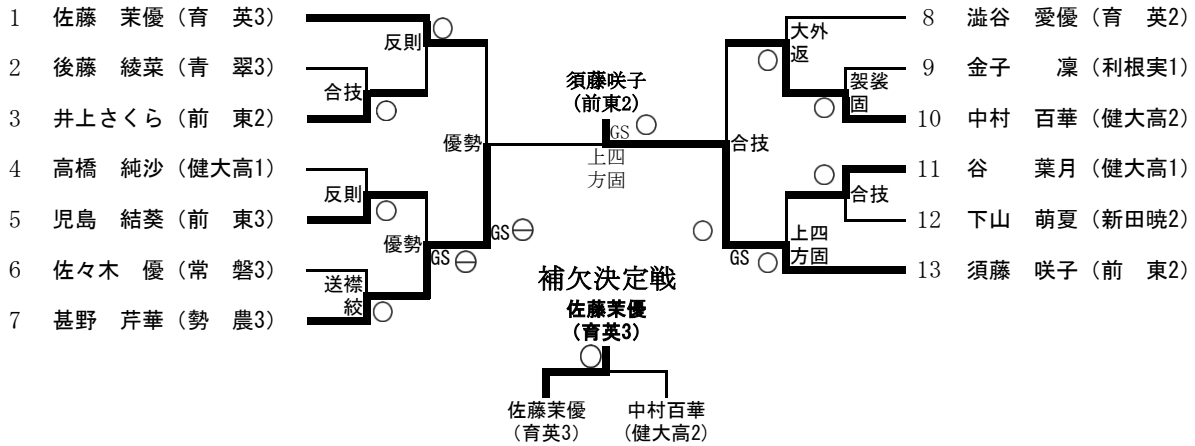 1 佐藤 茉優（育 英3）
2 後藤 綾菜（青 翠3）
3 井上さくら（前 東2）
4 高橋 純沙（健大高1）
5 児島 結葵（前 東3）
6 佐々木 優（常 磐3）
7 甚野 芹華（勢 農3）
反則
合技
反則
送襟
絞
優勢
GS
優勢
GS
須藤咲子
(前東2)
GS
上四
方固
合技
大外
返
袈裟
固
合技
上四
方固
GS
8 澁谷 愛優（育 英2）
9 金子 凜（利根実1）
10 中村 百華（健大高2）
11 谷 葉月（健大高1）
12 下山 萌夏（新田暁2）
13 須藤 咲子（前 東2）
補欠決定戦
佐藤茉優
(育英3)
佐藤茉優
(育英3)
中村百華
(健大高2)